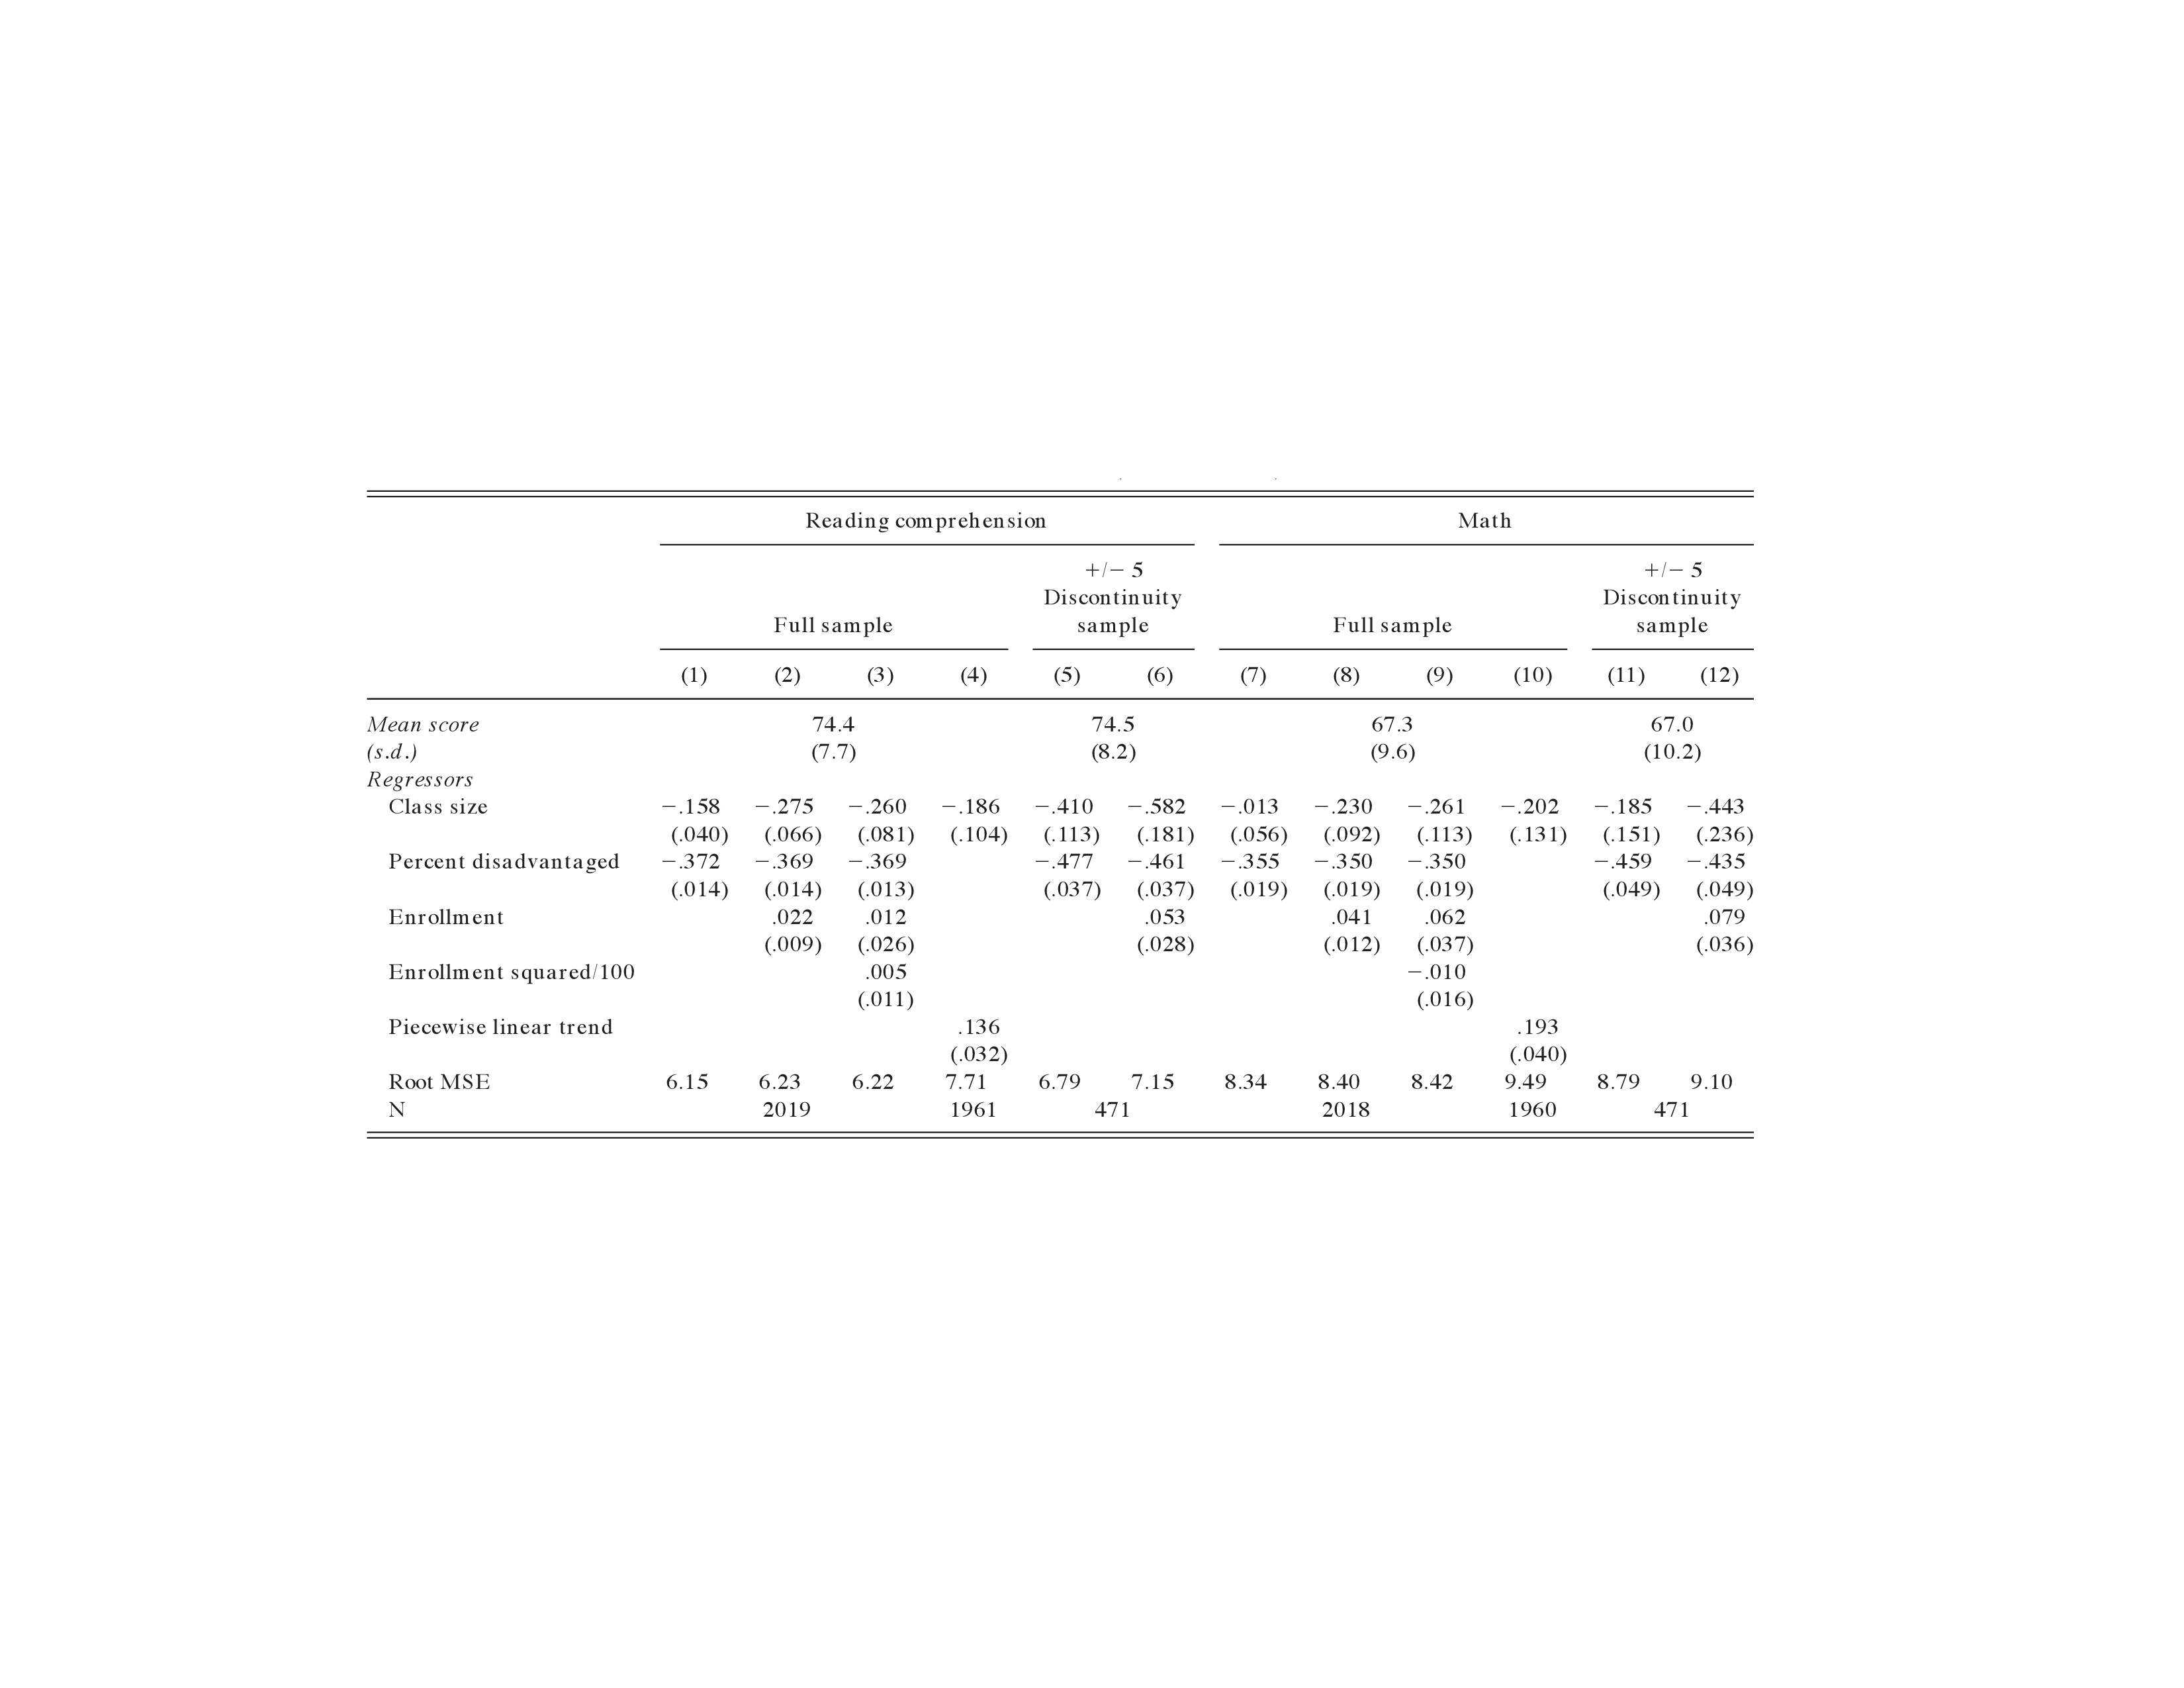 Reading comprehension Math
+/− 5 +/− 5
Discontinuity Discontinuity
Full sample sample Full sample sample
(1) (2) (3) (4) (5) (6) (7) (8) (9) (10) (11) (12)
Mean score 74.4 74.5 67.3 67.0
(s.d.) (7.7) (8.2) (9.6) (10.2)
Regressors
Class size −.158 −.275 −.260 −.186 −.410 −.582 −.013 −.230 −.261 −.202 −.185 −.443
(.040) (.066) (.081) (.104) (.113) (.181) (.056) (.092) (.113) (.131) (.151) (.236)
Percent disadvantaged −.372 −.369 −.369 −.477 −.461 −.355 −.350 −.350 −.459 −.435
(.014) (.014) (.013) (.037) (.037) (.019) (.019) (.019) (.049) (.049)
Enrollment .022 .012 .053 .041 .062 .079
(.009) (.026) (.028) (.012) (.037) (.036)
Enrollment squared/100 .005 −.010
(.011) (.016)
Piecewise linear trend .136 .193
(.032) (.040)
Root MSE 6.15 6.23 6.22 7.71 6.79 7.15 8.34 8.40 8.42 9.49 8.79 9.10
N 2019 1961 471 2018 1960 471